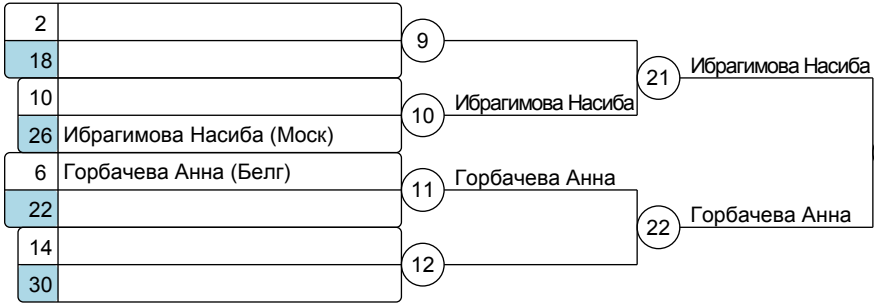 2
18
9
10
26 Ибрагимова Насиба (Моск)
10 Ибрагимова Насиба
21 Ибрагимова Насиба
6 Горбачева Анна (Белг)
22
11 Горбачева Анна
14
30
12
22 Горбачева Анна